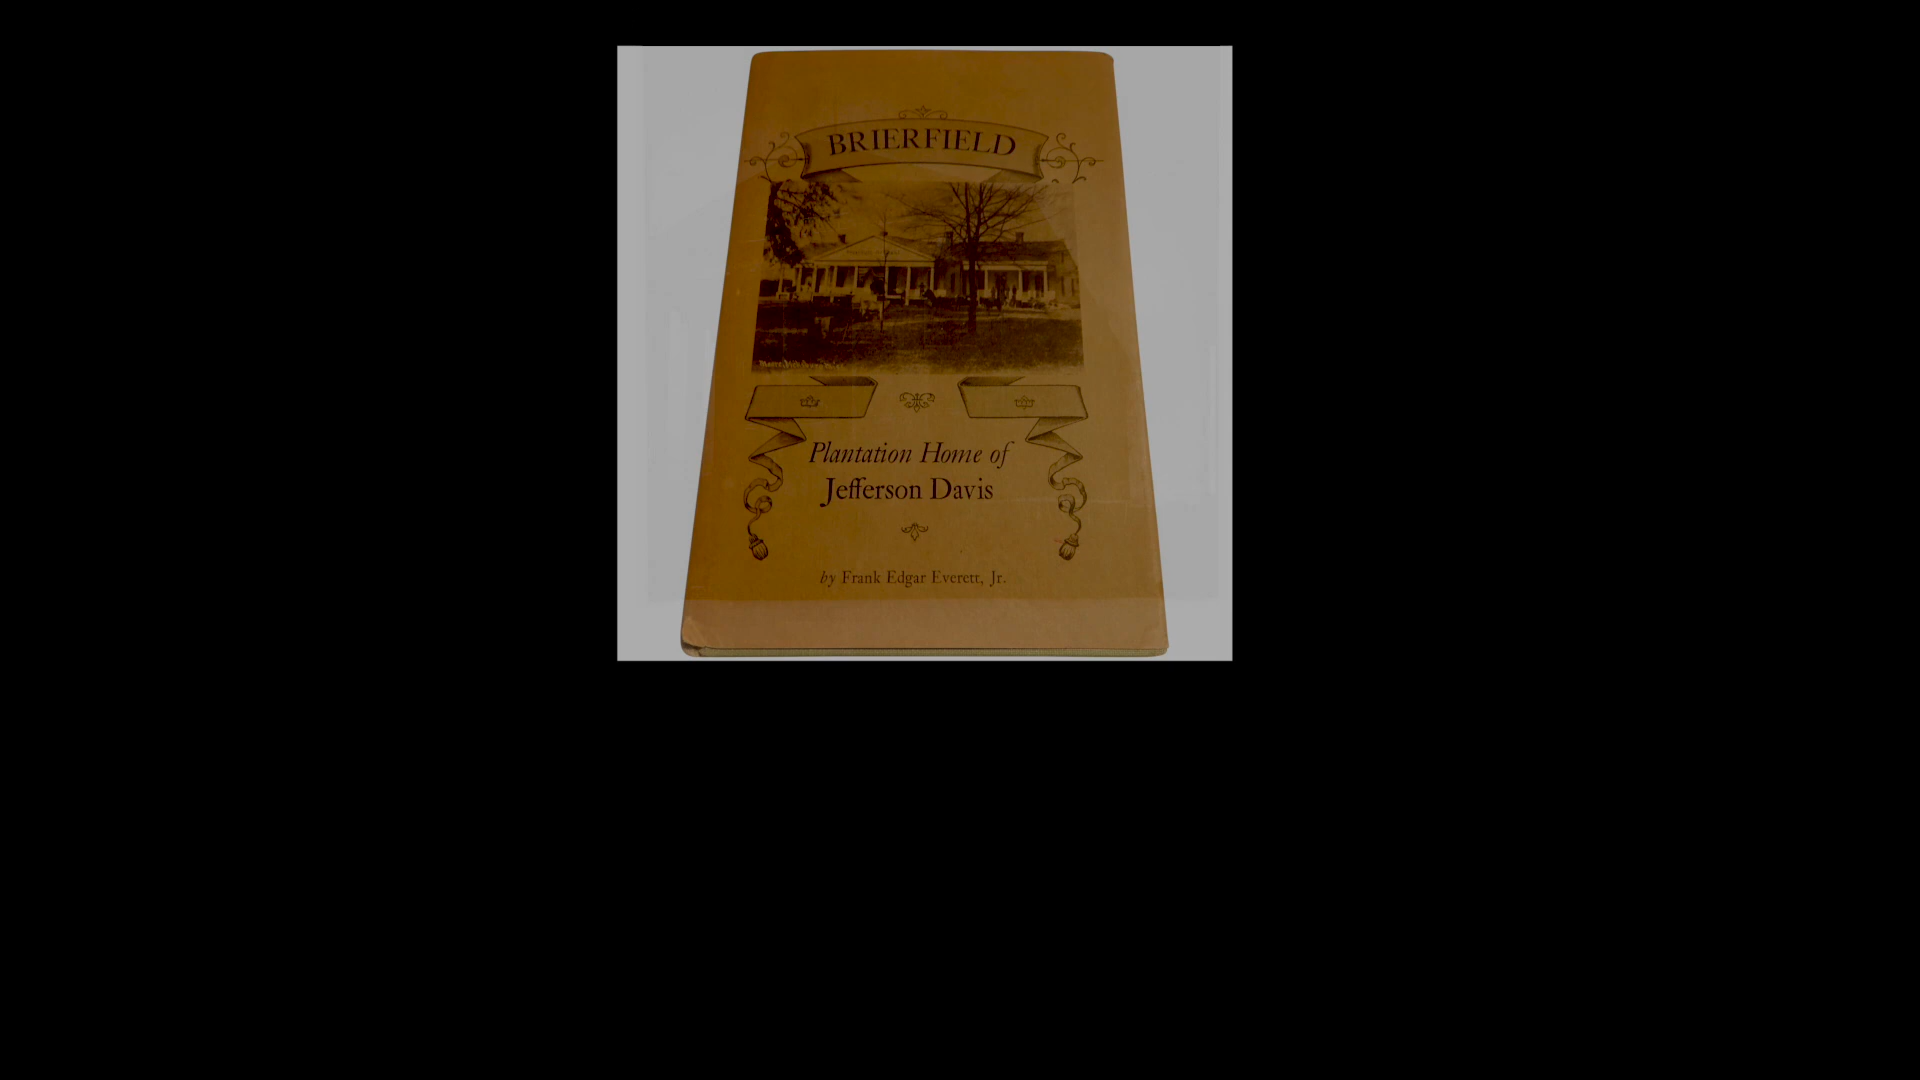 BRIERFIELD
Plantation Home of
Jefferson Davis
by Frank Edgar Everett, Jr.